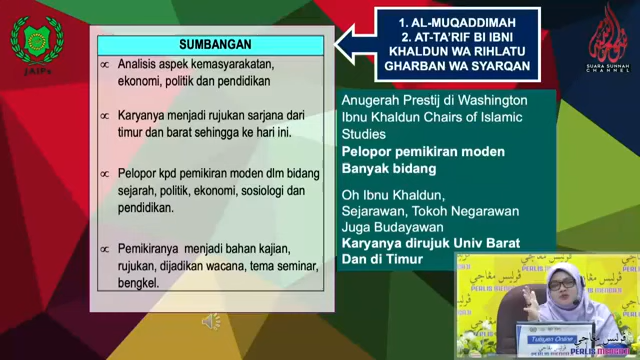 JAIPs
SUMBANGAN
∝ Analisis aspek kemasyarakatan,
ekonomi, politik dan pendidikan
∝ Karyanya menjadi rujukan sarjana dari
timur dan barat sehingga ke hari ini.
∝ Pelopor kpd pemikiran moden dlm bidang
sejarah, politik, ekonomi, sosiologi dan
pendidikan.
∝ Pemikiranya menjadi bahan kajian,
rujukan, dijadikan wacana, tema seminar,
bengkel.
1. AL-MUQADDIMAH
2. AT-TA'RIF BI IBNI
KHALDUN WA RIHLATU
GHARBAN WA SYARQAN
SUARA SUNNAH
CHANNEL
Anugerah Prestij di Washington
Ibnu Khaldun Chairs of Islamic
Studies
Pelopor pemikiran moden
Banyak bidang
Oh Ibnu Khaldun,
Sejarawan, Tokoh Negarawan
Juga Budayawan
Karyanya dirujuk Univ Barat
Dan di Timur
Tutisyen Online